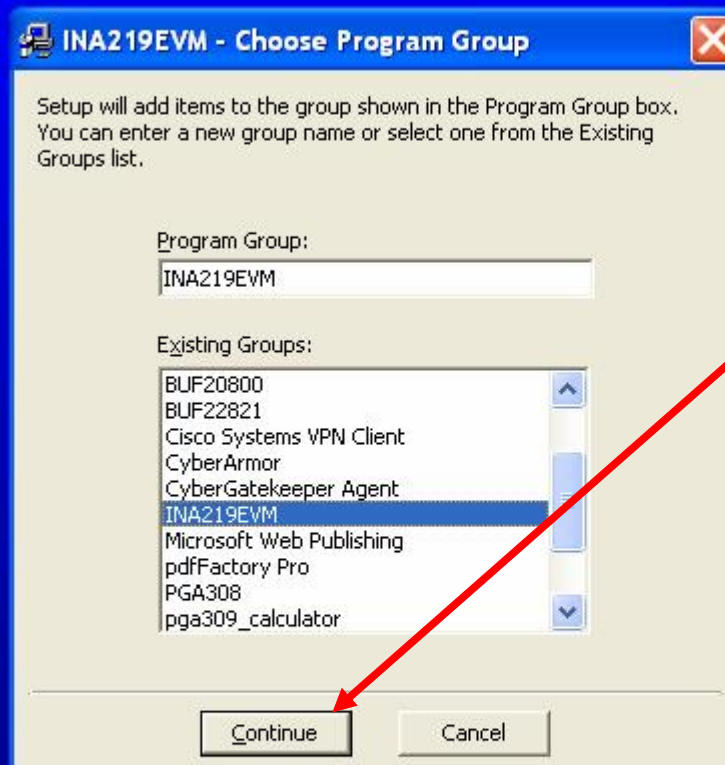 INA219EVM - Choose Program Group
Setup will add items to the group shown in the Program Group box.
You can enter a new group name or select one from the Existing
Groups list.
Program Group:
INA219EVM
Existing Groups:
BUF20800
BUF22821
Cisco Systems VPN Client
CyberArmor
CyberGatekeeper Agent
INA219EVM
Microsoft Web Publishing
pdfFactory Pro
PGA308
pga309_calculator
Continue
Cancel